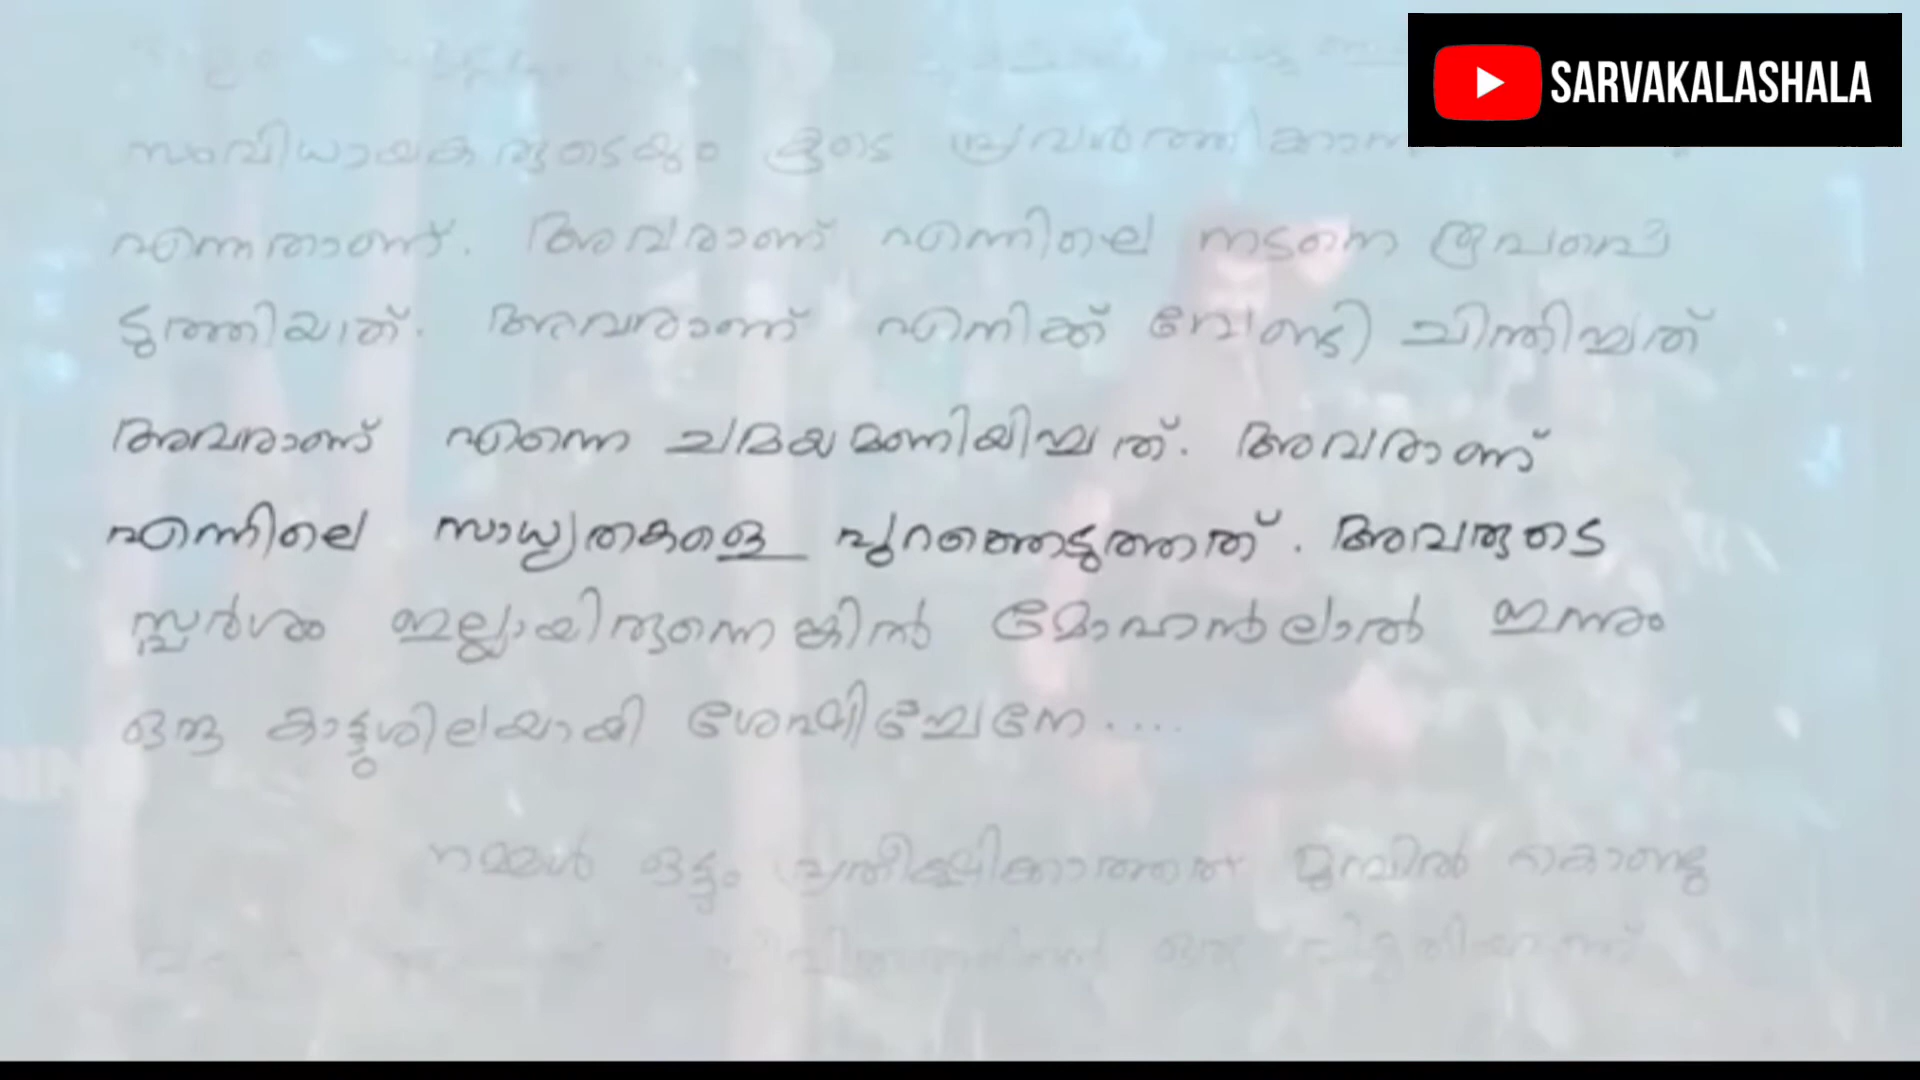 SARVAKALASHALA
സംവിധായകരുടെയും കൂടെ പ്രവർത്തിക്കാൻ
എന്നതാണ്. അവരാണ് എന്നിലെ നടനെ രൂപപ്പെ
ടുത്തിയത്. അവരാണ് എനിക്ക് വേണ്ടി ചിന്തിച്ചത്
അവരാണ് എന്നെ ചമയമണിയിച്ചത്. അവരാണ്
എന്നിലെ സാധ്യതകളെ പുറത്തെടുത്തത്. അവരുടെ
സ്പർശം ഇല്ലായിരുന്നെങ്കിൽ മോഹൻലാൽ ഇന്നും
ഒരു കാട്ടുശിലയായി ശേഷിച്ചേനേ....
നമ്മൾ ഒട്ടും പ്രതീക്ഷിക്കാത്തത് മുമ്പിൽ കൊണ്ടു